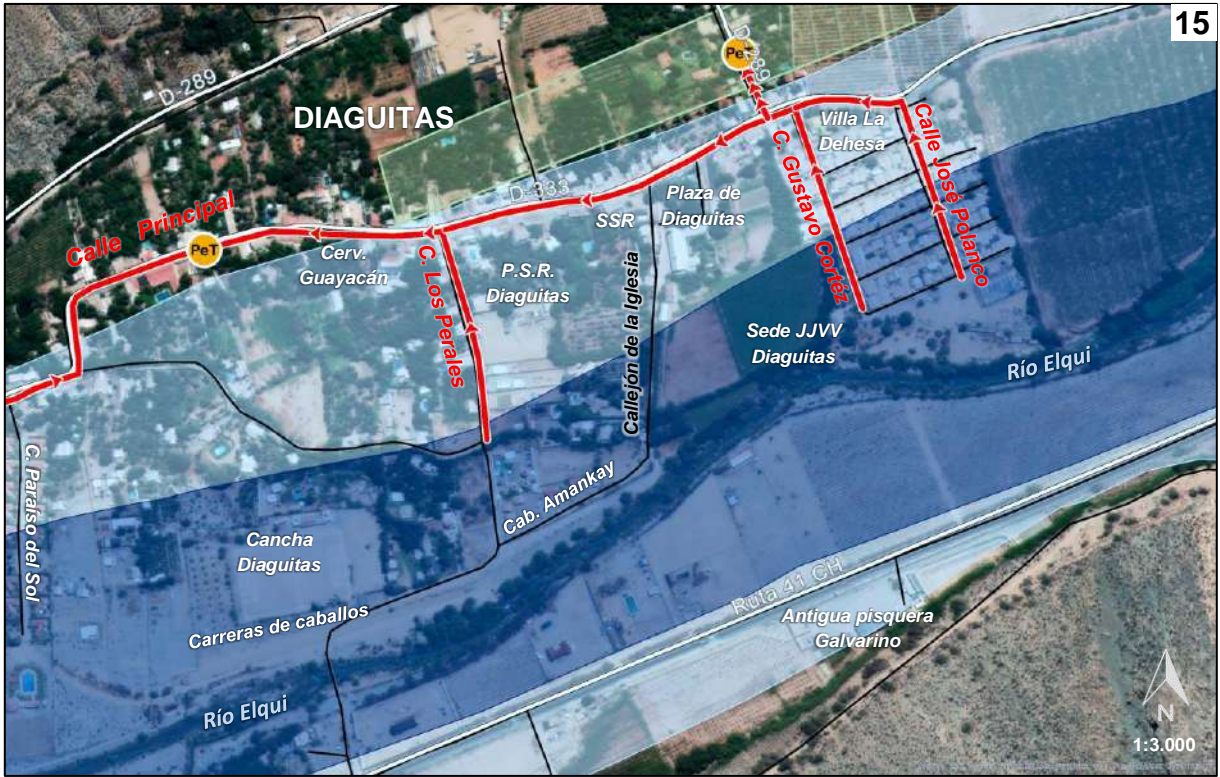 15
D-289
DIAGUITAS
PeT
D-289
Villa La
Dehesa
Calle José Polanco
C. Gustavo Cortéz
D-333
Plaza de
Diaguitas
SSR
Calle Principal
PeT
Cerv.
Guayacán
C. Los Perales
P.S.R.
Diaguitas
Callejón de la Iglesia
Sede JJVV
Diaguitas
Río Elqui
C. Paraíso del Sol
Cab. Amankay
Cancha
Diaguitas
Carreras de caballos
Ruta 41 CH
Antigua pisquera
Galvarino
Río Elqui
N
1:3.000